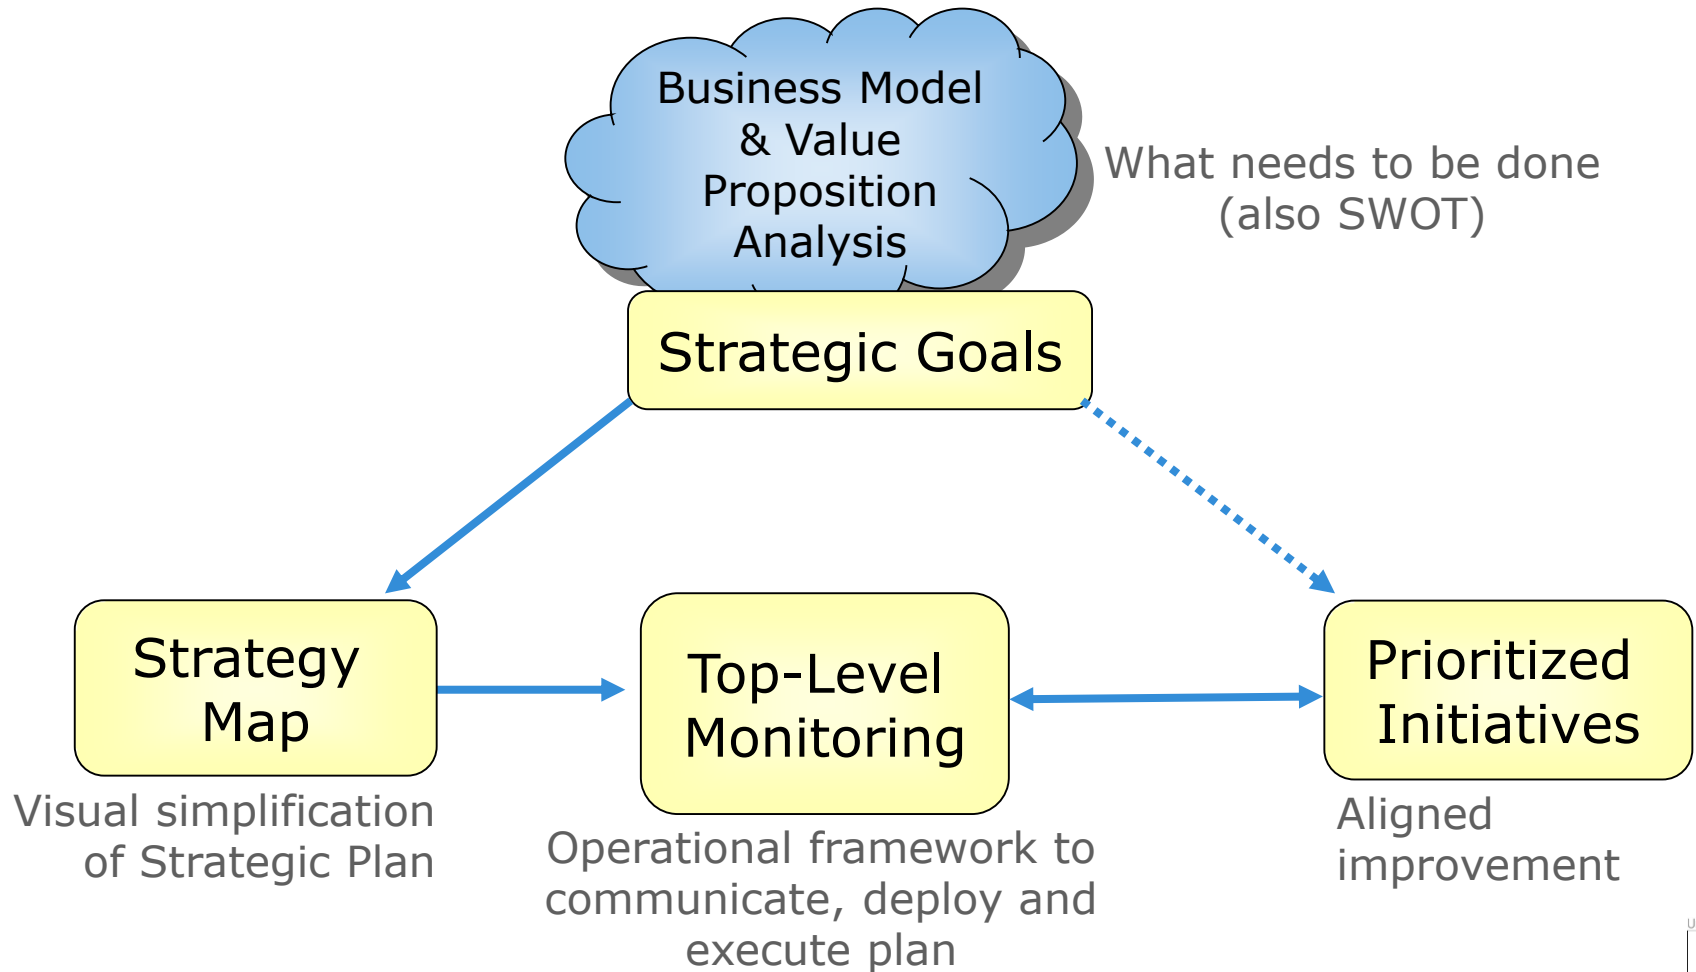 Business Model
& Value
Proposition
Analysis
What needs to be done
(also SWOT)
Strategic Goals
Strategy
Map
Top-Level
Monitoring
Prioritized
Initiatives
Visual simplification
of Strategic Plan
Operational framework to
communicate, deploy and
execute plan
Aligned
improvement
U